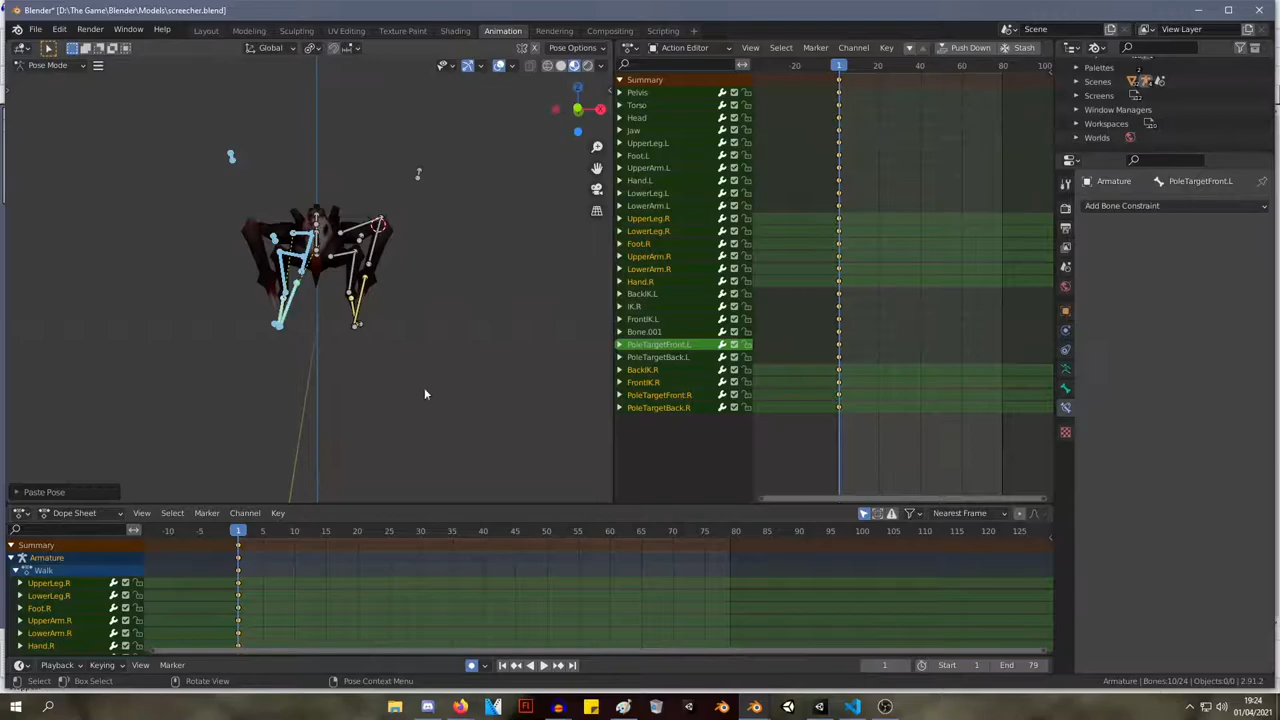 Blender* [D:\The Game\Blender\Models\screecher.blend]
File Edit Render Window Help Layout Modeling Sculpting UV Editing Texture Paint Shading Animation Rendering Compositing Scripting + Scene View Layer
Global Pose Options Action Editor View Select Marker Channel Key Push Down Stash
Pose Mode -20 1 20 40 60 80 100
Palettes
Summary
Scenes
Pelvis
Screens
Torso
Window Managers
Head
Workspaces
Jaw
Worlds
UpperLeg.L
Foot.L
UpperArm.L
Hand.L
Armature PoleTargetFront.L
LowerLeg.L
LowerArm.L
Add Bone Constraint
UpperLeg.R
LowerLeg.R
Foot.R
UpperArm.R
LowerArm.R
Hand.R
BackIK.L
IK.R
FrontIK.L
Bone.001
PoleTargetFront.L
PoleTargetBack.L
BackIK.R
FrontIK.R
PoleTargetFront.R
PoleTargetBack.R
Paste Pose
Dope Sheet View Select Marker Channel Key Nearest Frame
-10 -5 1 5 10 15 20 25 30 35 40 45 50 55 60 65 70 75 79 80 85 90 95 100 105 110 115 120 125
Summary
Armature
Walk
UpperLeg.R
LowerLeg.R
Foot.R
UpperArm.R
LowerArm.R
Hand.R
Playback Keying View Marker 1 Start 1 End 79
Select Box Select Rotate View Pose Context Menu Armature | Bones:10/24 | Objects:0/0 | 2.91.2
19:24
01/04/2021